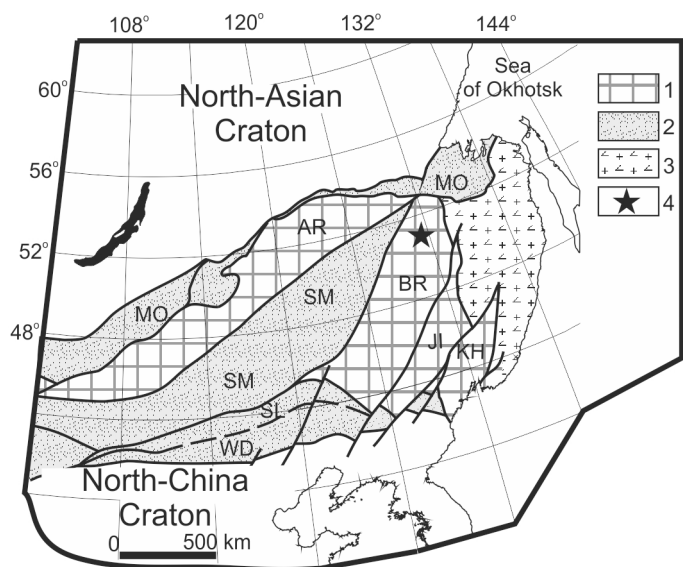 108° 120° 132° 144°
Sea
of Okhotsk
60°
North-Asian
Craton
1
2
56°
MO
3
AR
4
52°
BR
SM
MO
48°
JI
KH
SM
SL
WD
North-China
Craton
0 500 km